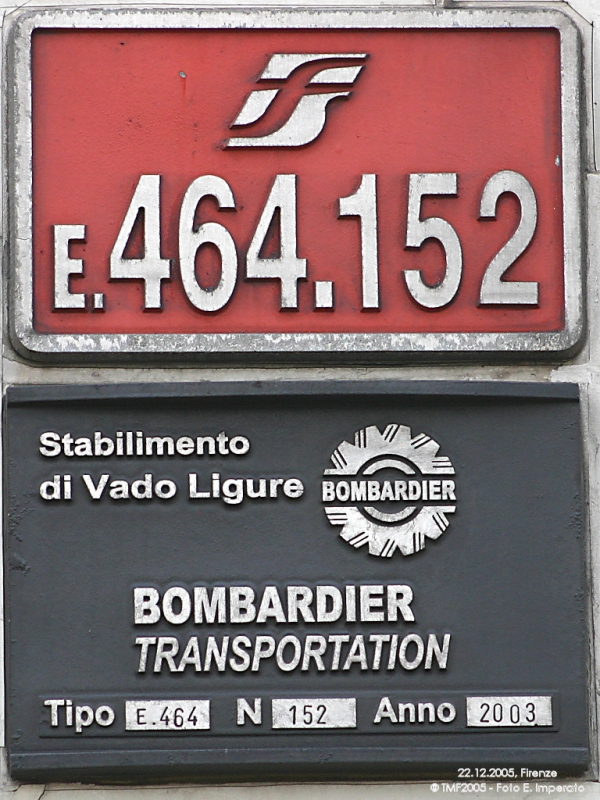 E.464.152
Stabilimento
di Vado Ligure
BOMBARDIER
BOMBARDIER
TRANSPORTATION
Tipo E.464 N 152 Anno 2003
22.12.2005, Firenze
© TMF2005 - Foto E. Imperato